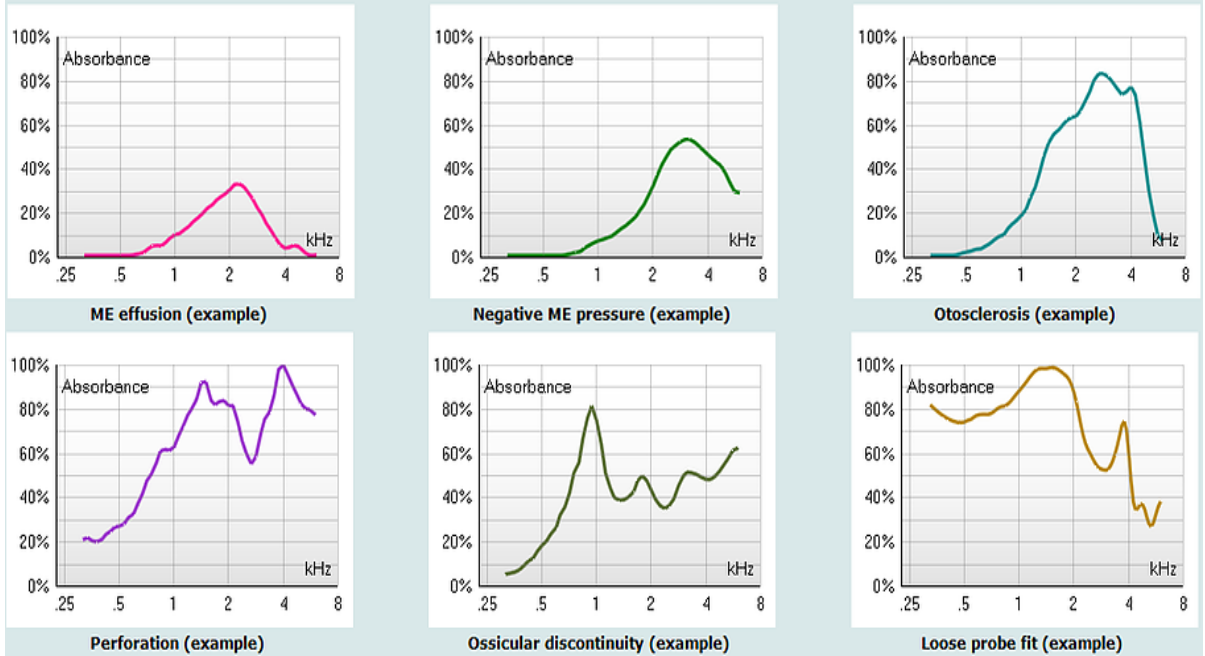 100%
Absorbance
80%
60%
40%
20%
kHz
0%
.25 .5 1 2 4 8
ME effusion (example)
100%
Absorbance
80%
60%
40%
20%
kHz
0%
.25 .5 1 2 4 8
Negative ME pressure (example)
100%
Absorbance
80%
60%
40%
20%
kHz
0%
.25 .5 1 2 4 8
Otosclerosis (example)
100%
Absorbance
80%
60%
40%
20%
kHz
0%
.25 .5 1 2 4 8
Perforation (example)
100%
Absorbance
80%
60%
40%
20%
kHz
0%
.25 .5 1 2 4 8
Ossicular discontinuity (example)
100%
Absorbance
80%
60%
40%
20%
kHz
0%
.25 .5 1 2 4 8
Loose probe fit (example)